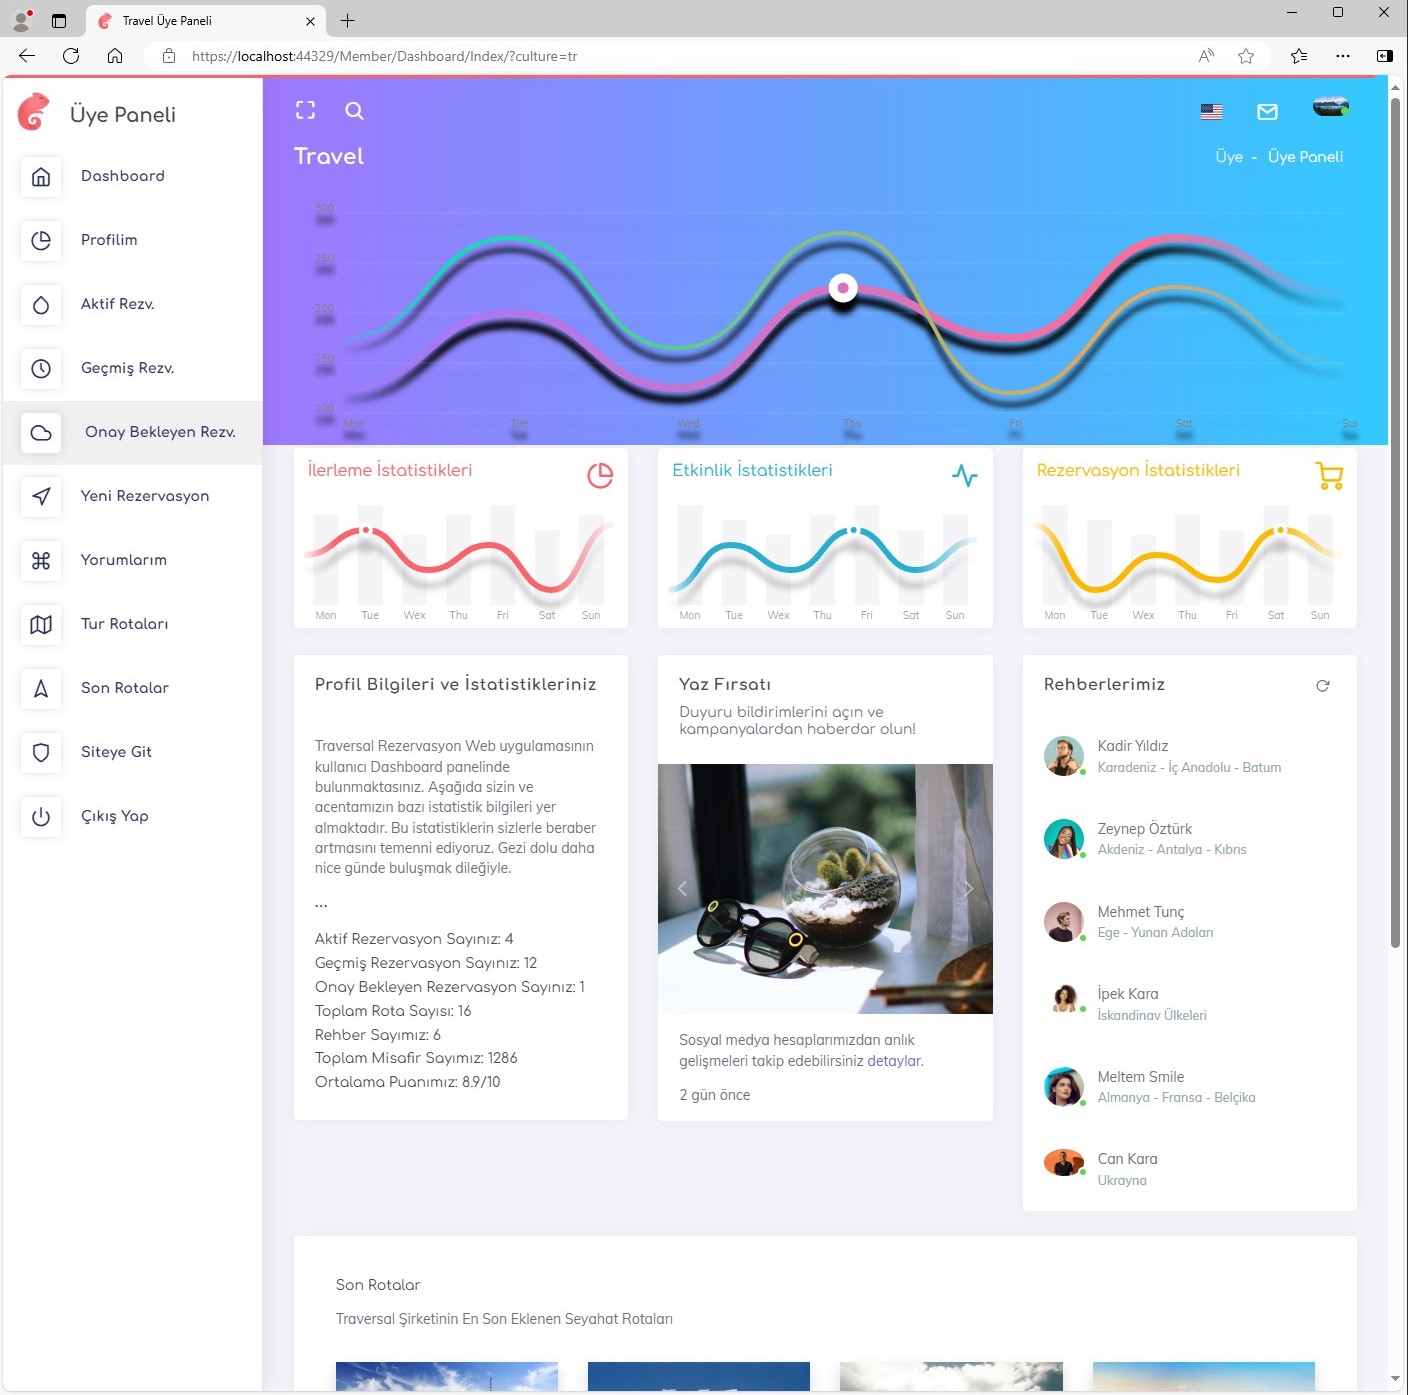 Travel Üye Paneli
https://localhost:44329/Member/Dashboard/Index/?culture=tr
Üye Paneli
Dashboard
Profilim
Aktif Rezv.
Geçmiş Rezv.
Onay Bekleyen Rezv.
Yeni Rezervasyon
Yorumlarım
Tur Rotaları
Son Rotalar
Siteye Git
Çıkış Yap
Travel
Üye - Üye Paneli
300
250
200
150
100
Mon Tue Wed Thu Fri Sat Sun
İlerleme İstatistikleri
Mon Tue Wex Thu Fri Sat Sun
Etkinlik İstatistikleri
Mon Tue Wex Thu Fri Sat Sun
Rezervasyon İstatistikleri
Mon Tue Wex Thu Fri Sat Sun
Profil Bilgileri ve İstatistikleriniz
Traversal Rezervasyon Web uygulamasının
kullanıcı Dashboard panelinde
bulunmaktasınız. Aşağıda sizin ve
acentamızın bazı istatistik bilgileri yer
almaktadır. Bu istatistiklerin sizlerle beraber
artmasını temenni ediyoruz. Gezi dolu daha
nice günde buluşmak dileğiyle.
...
Aktif Rezervasyon Sayınız: 4
Geçmiş Rezervasyon Sayınız: 12
Onay Bekleyen Rezervasyon Sayınız: 1
Toplam Rota Sayısı: 16
Rehber Sayımız: 6
Toplam Misafir Sayımız: 1286
Ortalama Puanımız: 8.9/10
Yaz Fırsatı
Duyuru bildirimlerini açın ve
kampanyalardan haberdar olun!
Sosyal medya hesaplarımızdan anlık
gelişmeleri takip edebilirsiniz detaylar.
2 gün önce
Rehberlerimiz
Kadir Yıldız
Karadeniz - İç Anadolu - Batum
Zeynep Öztürk
Akdeniz - Antalya - Kıbrıs
Mehmet Tunç
Ege - Yunan Adaları
İpek Kara
İskandinav Ülkeleri
Meltem Smile
Almanya - Fransa - Belçika
Can Kara
Ukrayna
Son Rotalar
Traversal Şirketinin En Son Eklenen Seyahat Rotaları